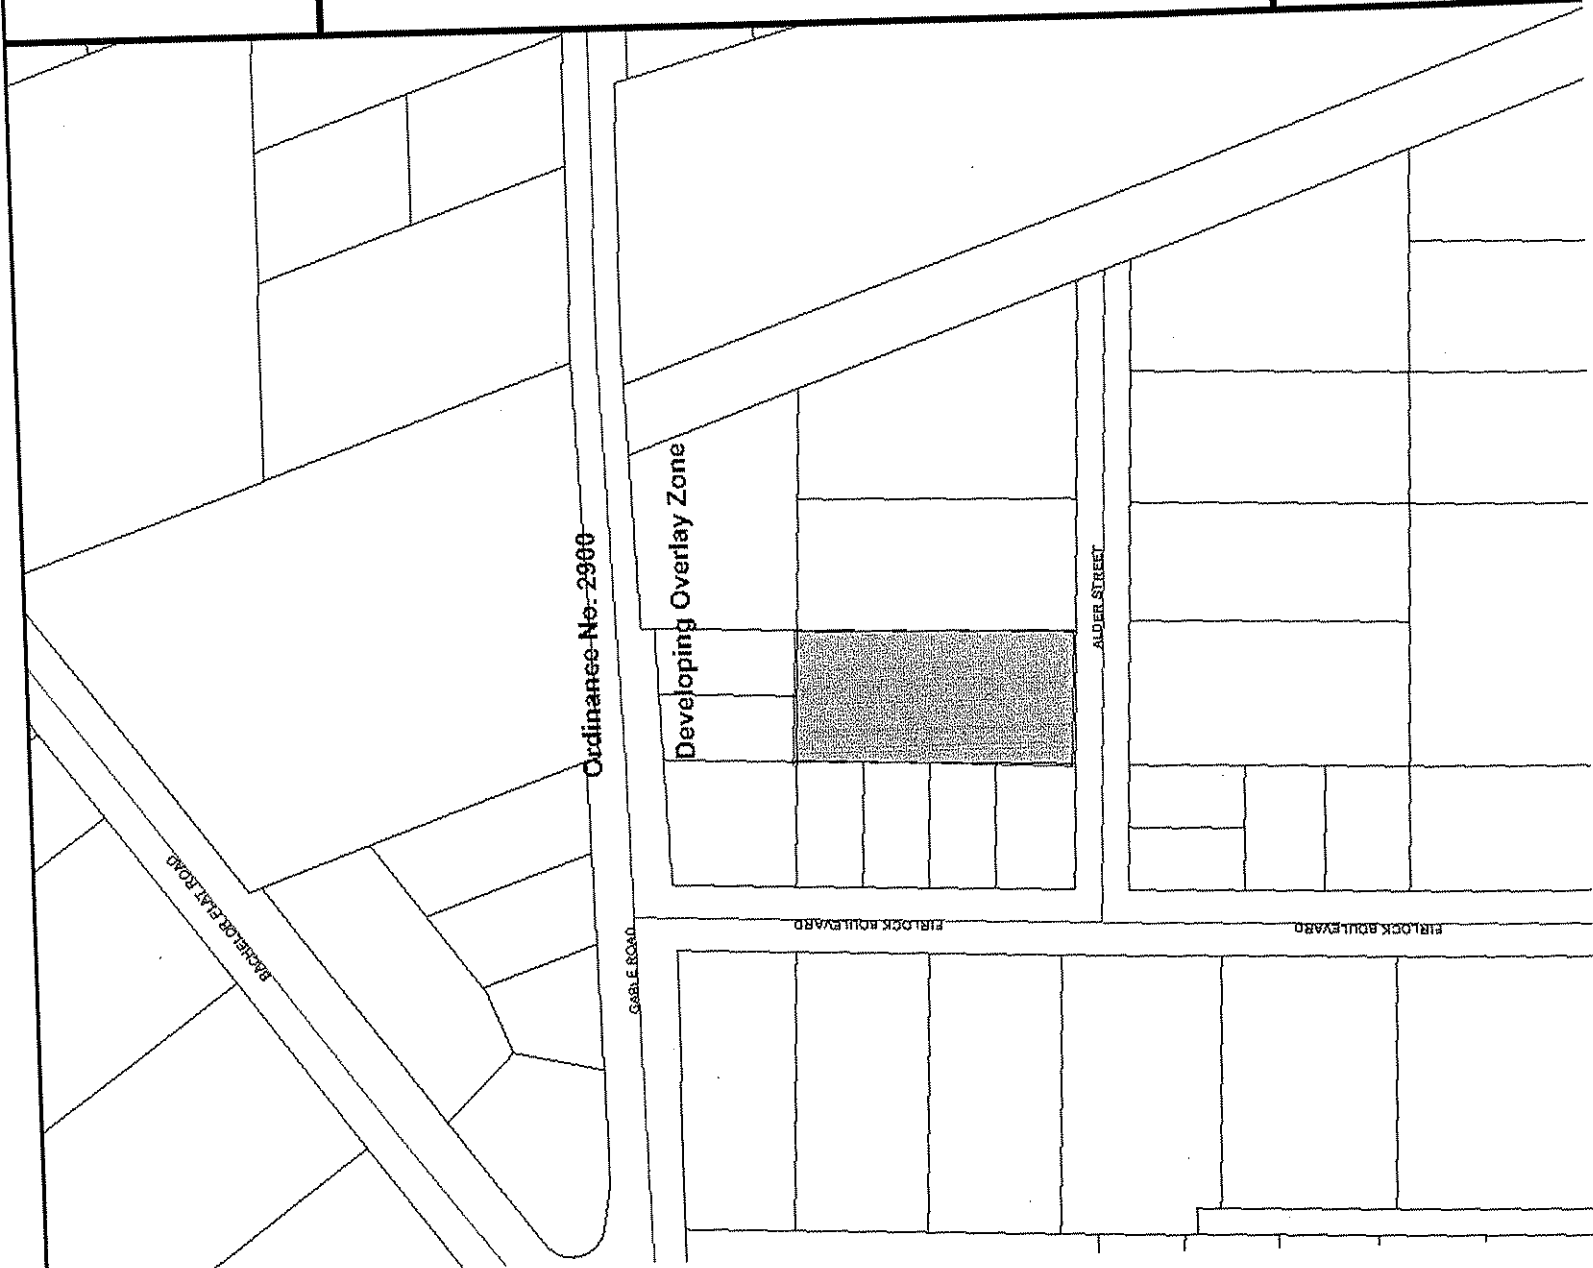 Ordinance No. 2900
Developing Overlay Zone
ALDER STREET
BACHELOR FLAT ROAD
GABLE ROAD
FIRLOCK BOULEVARD
FIRLOCK BOULEVARD